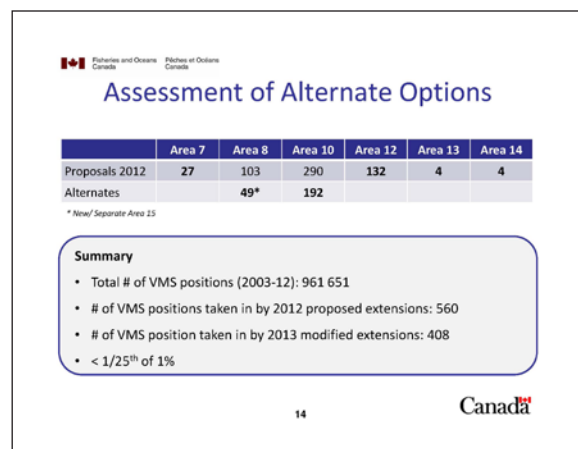 Fisheries and Oceans Pêches et Océans
Canada Canada
Assessment of Alternate Options
Area 7 Area 8 Area 10 Area 12 Area 13 Area 14
Proposals 2012 27 103 290 132 4 4
Alternates 49* 192
* New/ Separate Area 15
Summary
• Total # of VMS positions (2003-12): 961 651
• # of VMS positions taken in by 2012 proposed extensions: 560
• # of VMS position taken in by 2013 modified extensions: 408
• < 1/25th of 1%
14
Canada